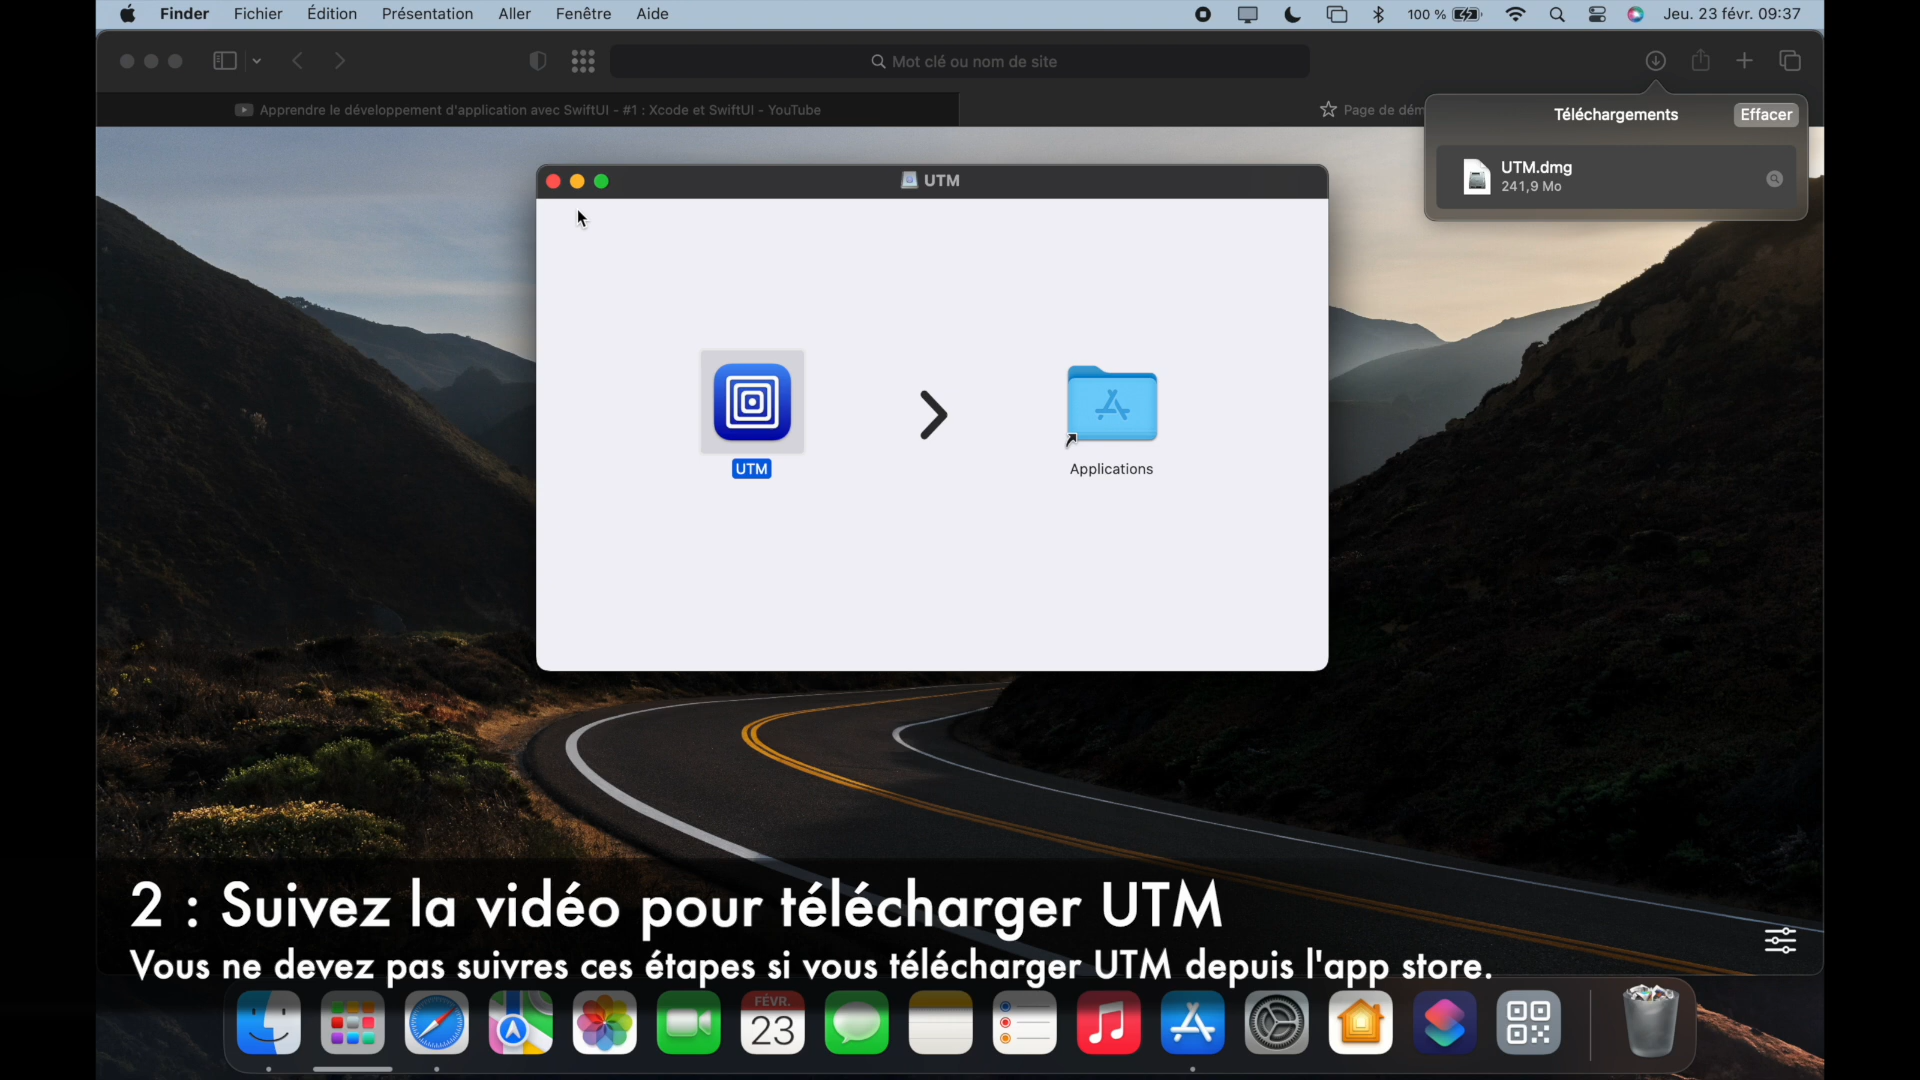 Finder Fichier Édition Présentation Aller Fenêtre Aide 100 % Jeu. 23 févr. 09:37
Mot clé ou nom de site
Apprendre le développement d'application avec SwiftUI - #1 : Xcode et SwiftUI - YouTube
Page de dém
Téléchargements Effacer
UTM.dmg
241,9 Mo
UTM
UTM
Applications
2 : Suivez la vidéo pour télécharger UTM
Vous ne devez pas suivres ces étapes si vous télécharger UTM depuis l'app store.
FÉVR.
23